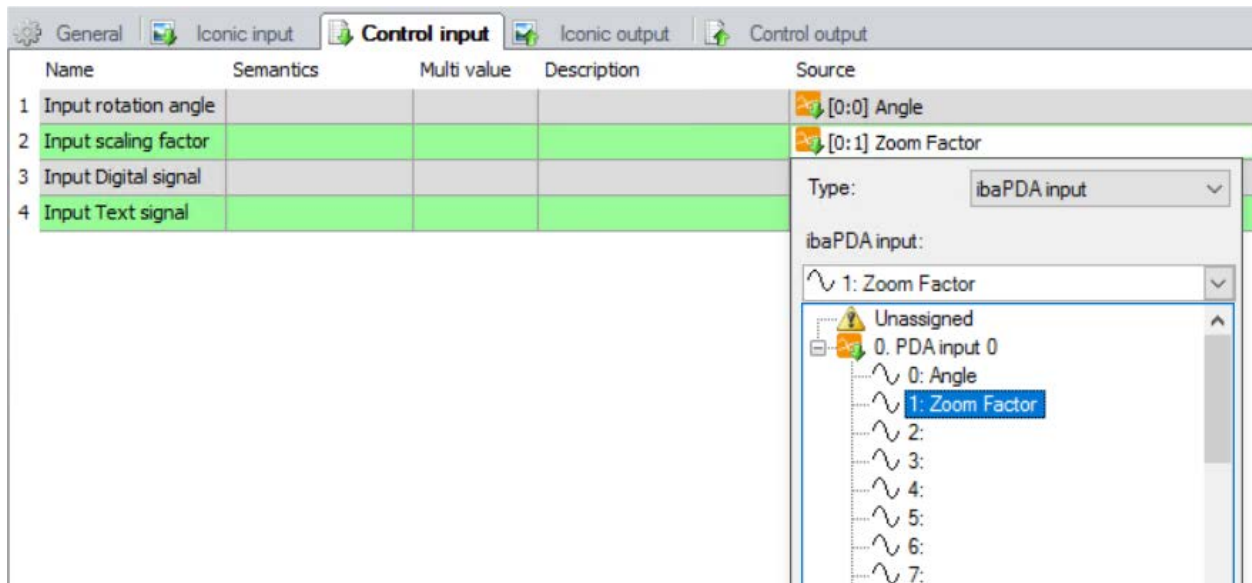 General Iconic input Control input Iconic output Control output
Name Semantics Multi value Description Source
1 Input rotation angle [0:0] Angle
2 Input scaling factor [0:1] Zoom Factor
3 Input Digital signal
Type: ibaPDA input
4 Input Text signal
ibaPDA input:
1: Zoom Factor
Unassigned
0. PDA input 0
0: Angle
1: Zoom Factor
2:
3:
4:
5:
6:
7: